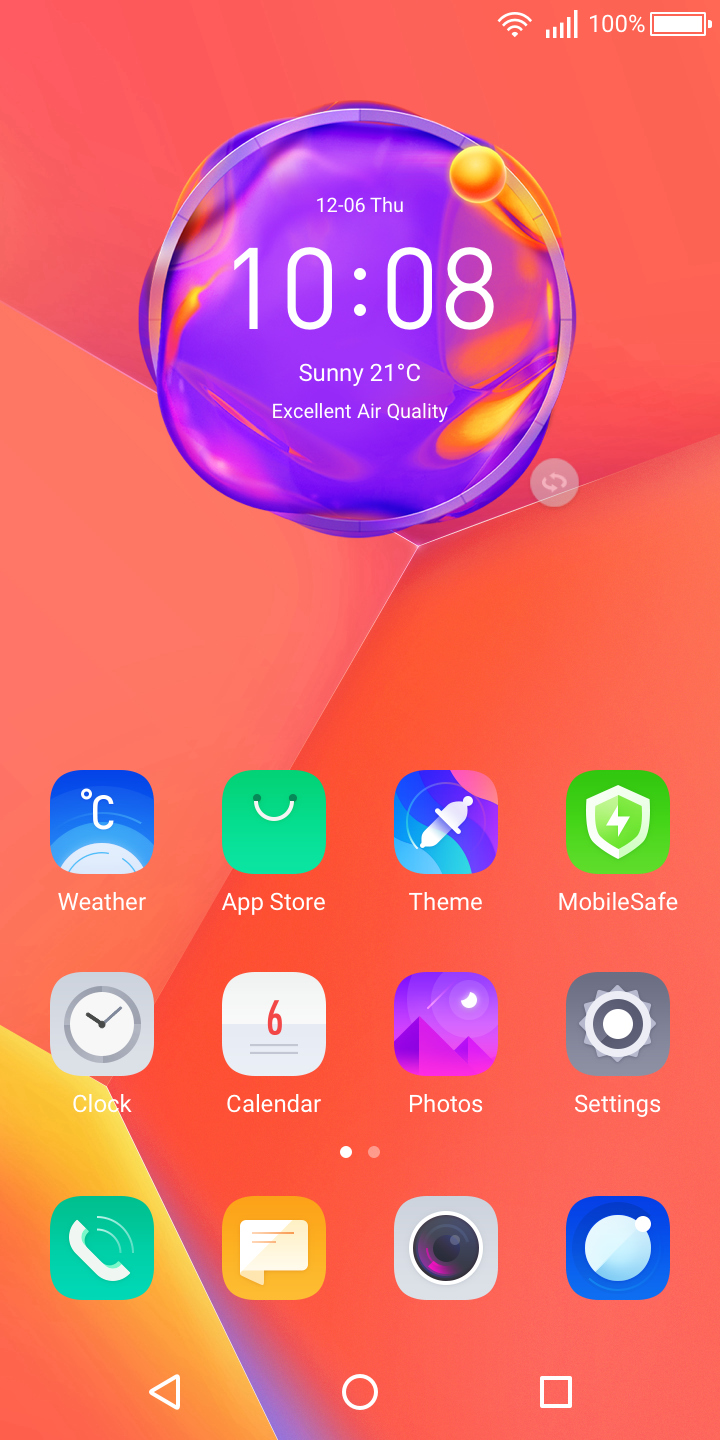 100%
12-06 Thu
10:08
Sunny 21°C
Excellent Air Quality
°C
Weather
App Store
Theme
MobileSafe
6
Clock
Calendar
Photos
Settings